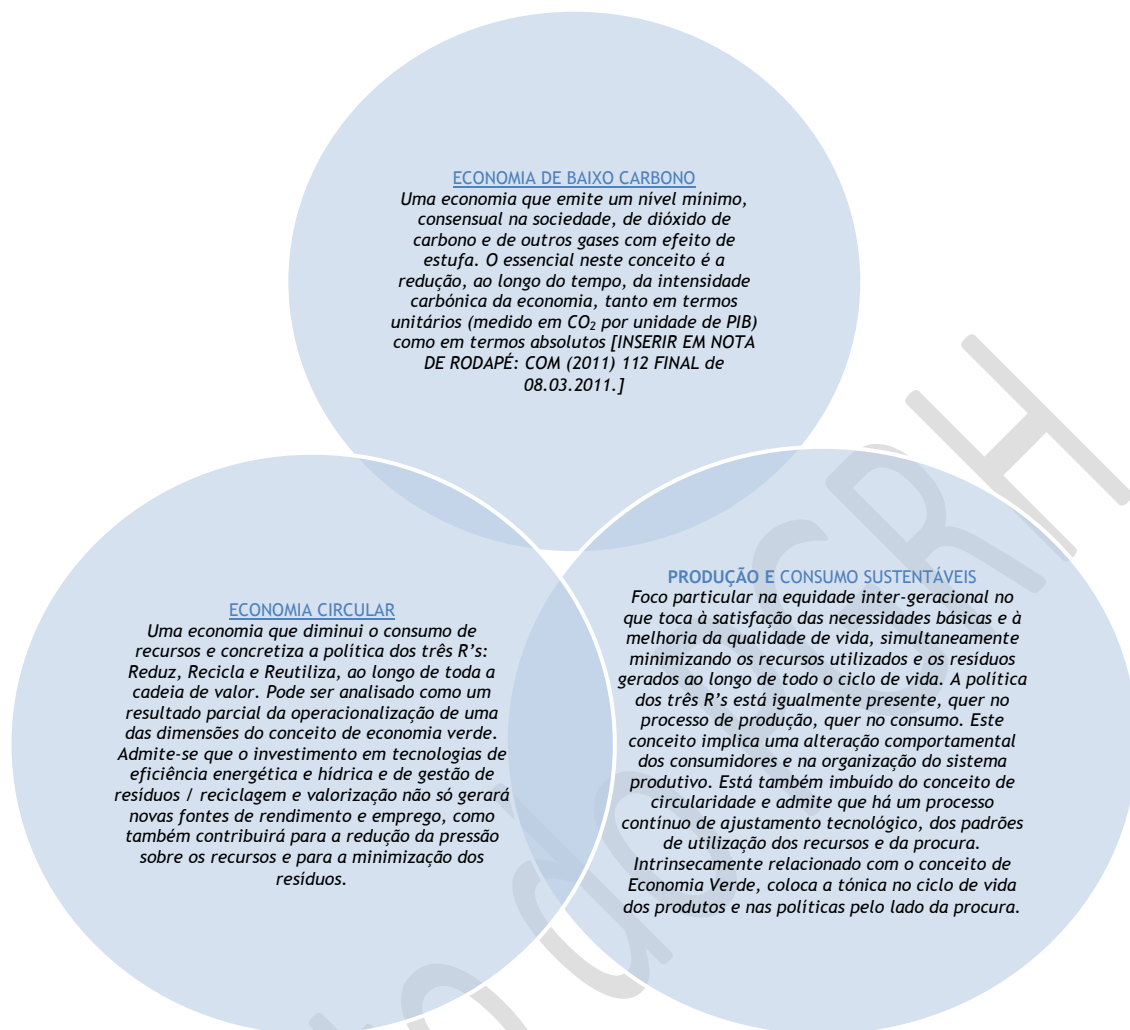 ECONOMIA DE BAIXO CARBONO
Uma economia que emite um nível mínimo,
consensual na sociedade, de dióxido de
carbono e de outros gases com efeito de
estufa. O essencial neste conceito é a
redução, ao longo do tempo, da intensidade
carbónica da economia, tanto em termos
unitários (medido em CO₂ por unidade de PIB)
como em termos absolutos [INSERIR EM NOTA
DE RODAPÉ: COM (2011) 112 FINAL de
08.03.2011.]
ECONOMIA CIRCULAR
Uma economia que diminui o consumo de
recursos e concretiza a política dos três R’s:
Reduz, Recicla e Reutiliza, ao longo de toda a
cadeia de valor. Pode ser analisado como um
resultado parcial da operacionalização de uma
das dimensões do conceito de economia verde.
Admite-se que o investimento em tecnologias de
eficiência energética e hídrica e de gestão de
resíduos / reciclagem e valorização não só gerará
novas fontes de rendimento e emprego, como
também contribuirá para a redução da pressão
sobre os recursos e para a minimização dos
resíduos.
PRODUÇÃO E CONSUMO SUSTENTÁVEIS
Foco particular na equidade inter-geracional no
que toca à satisfação das necessidades básicas e à
melhoria da qualidade de vida, simultaneamente
minimizando os recursos utilizados e os resíduos
gerados ao longo de todo o ciclo de vida. A política
dos três R’s está igualmente presente, quer no
processo de produção, quer no consumo. Este
conceito implica uma alteração comportamental
dos consumidores e na organização do sistema
produtivo. Está também imbuído do conceito de
circularidade e admite que há um processo
contínuo de ajustamento tecnológico, dos padrões
de utilização dos recursos e da procura.
Intrinsecamente relacionado com o conceito de
Economia Verde, coloca a tónica no ciclo de vida
dos produtos e nas políticas pelo lado da procura.
PGRH